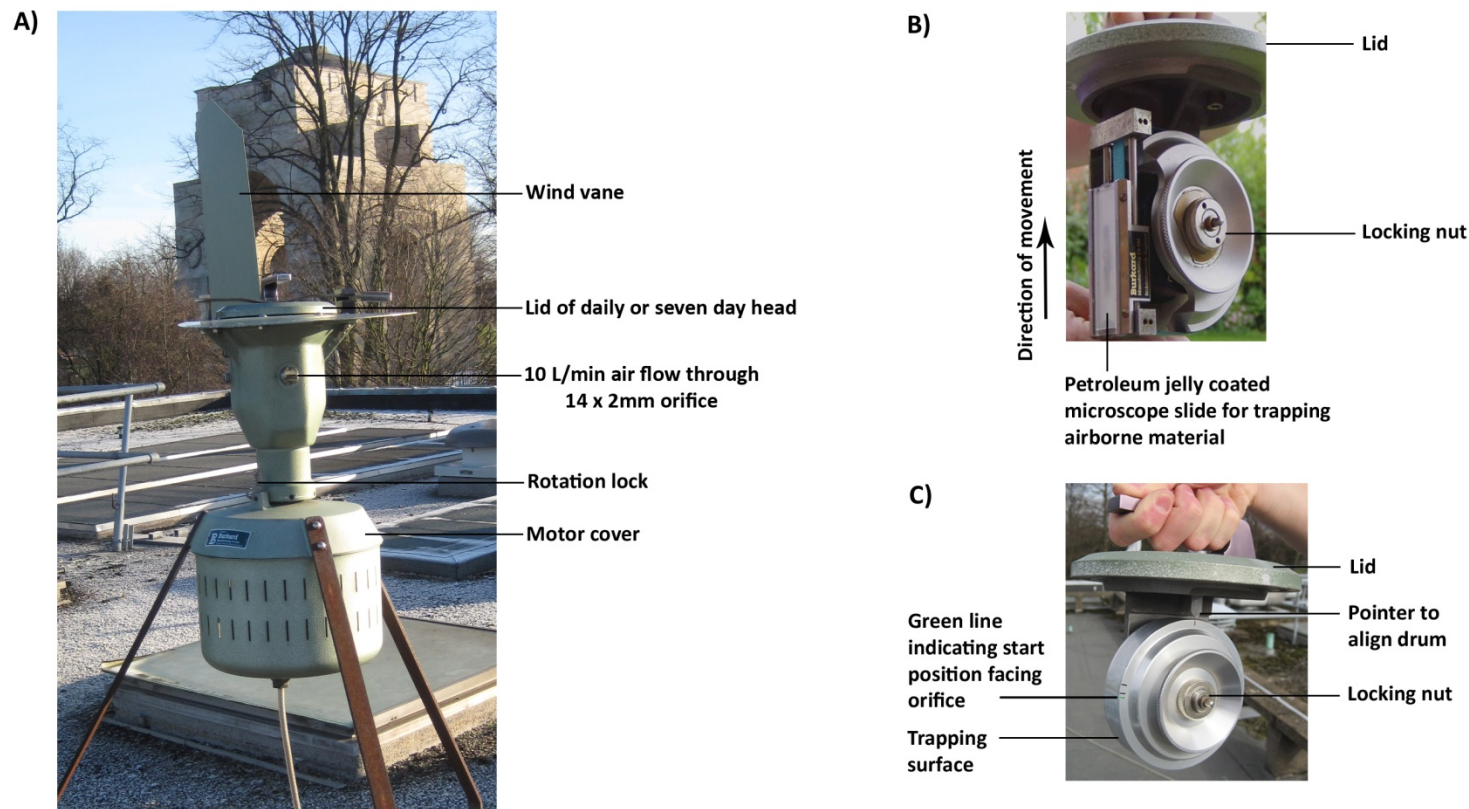 A)
Wind vane
Lid of daily or seven day head
10 L/min air flow through
14 x 2mm orifice
Rotation lock
Motor cover
Burkard
B)
Lid
Direction of movement
Locking nut
Burkard
Petroleum jelly coated
microscope slide for trapping
airborne material
C)
Lid
Pointer to
align drum
Green line
indicating start
position facing
orifice
Locking nut
Trapping
surface